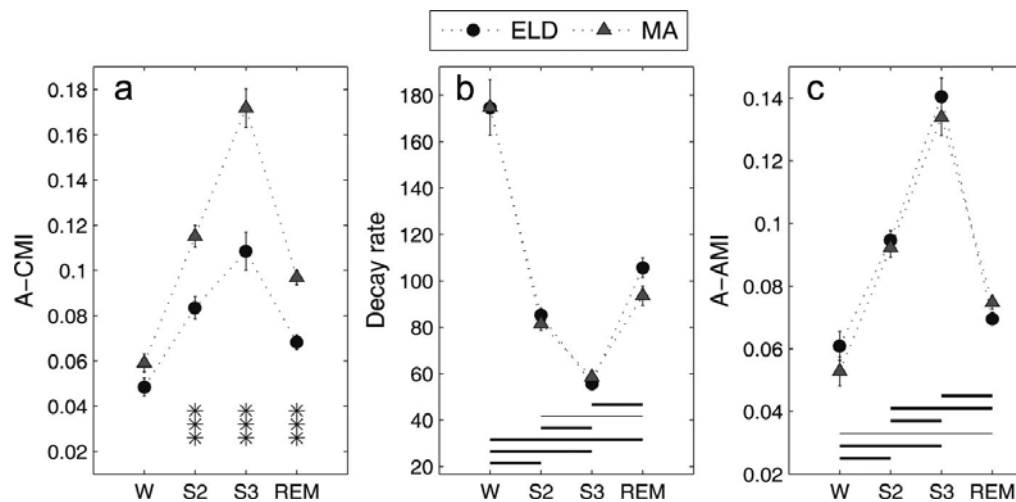 ELD MA
a
A-CMI
0.18
0.16
0.14
0.12
0.1
0.08
0.06
0.04
0.02
W S2 S3 REM
b
Decay rate
180
160
140
120
100
80
60
40
20
W S2 S3 REM
c
A-AMI
0.14
0.12
0.1
0.08
0.06
0.04
0.02
W S2 S3 REM